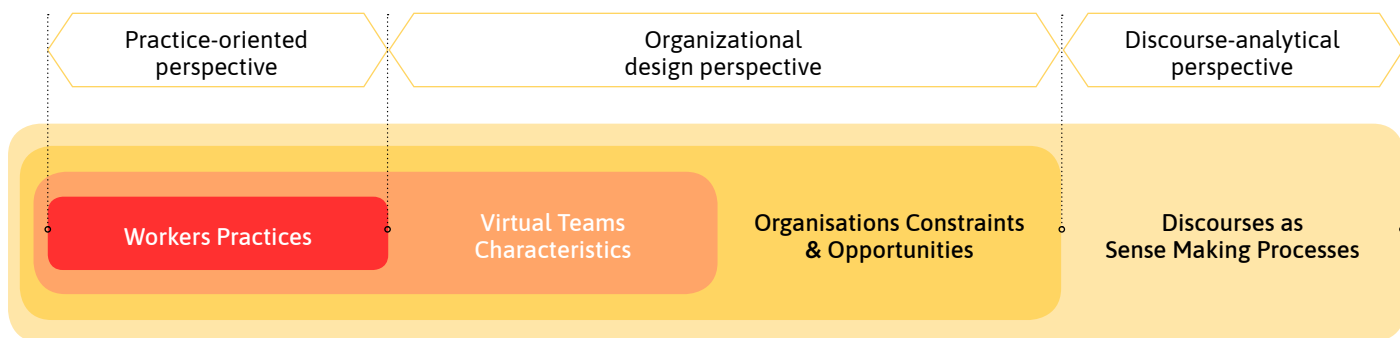 Practice-oriented
perspective
Organizational
design perspective
Discourse-analytical
perspective
Workers Practices
Virtual Teams
Characteristics
Organisations Constraints
& Opportunities
Discourses as
Sense Making Processes